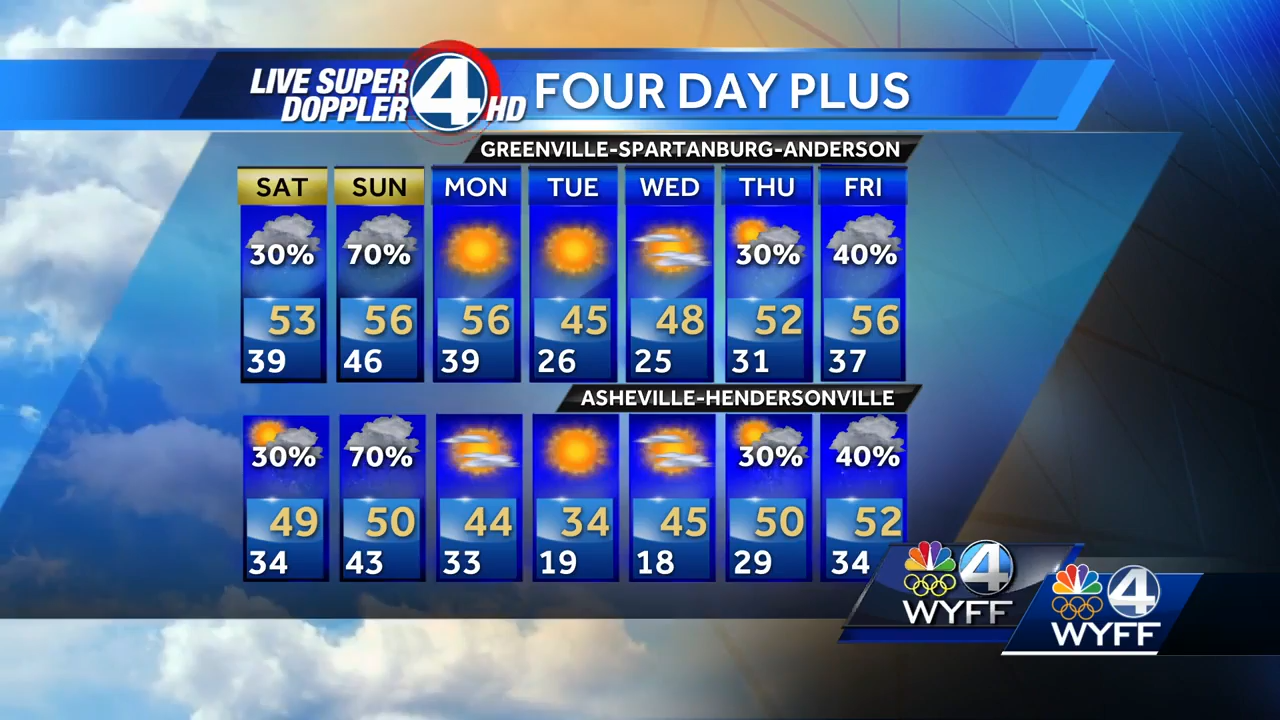 LIVE SUPER
DOPPLER 4 HD FOUR DAY PLUS
GREENVILLE-SPARTANBURG-ANDERSON
SAT SUN MON TUE WED THU FRI
30% 70% 30% 40%
53 56 56 45 48 52 56
39 46 39 26 25 31 37
ASHEVILLE-HENDERSONVILLE
30% 70% 30% 40%
49 50 44 34 45 50 52
34 43 33 19 18 29 34
4
WYFF
4
WYFF